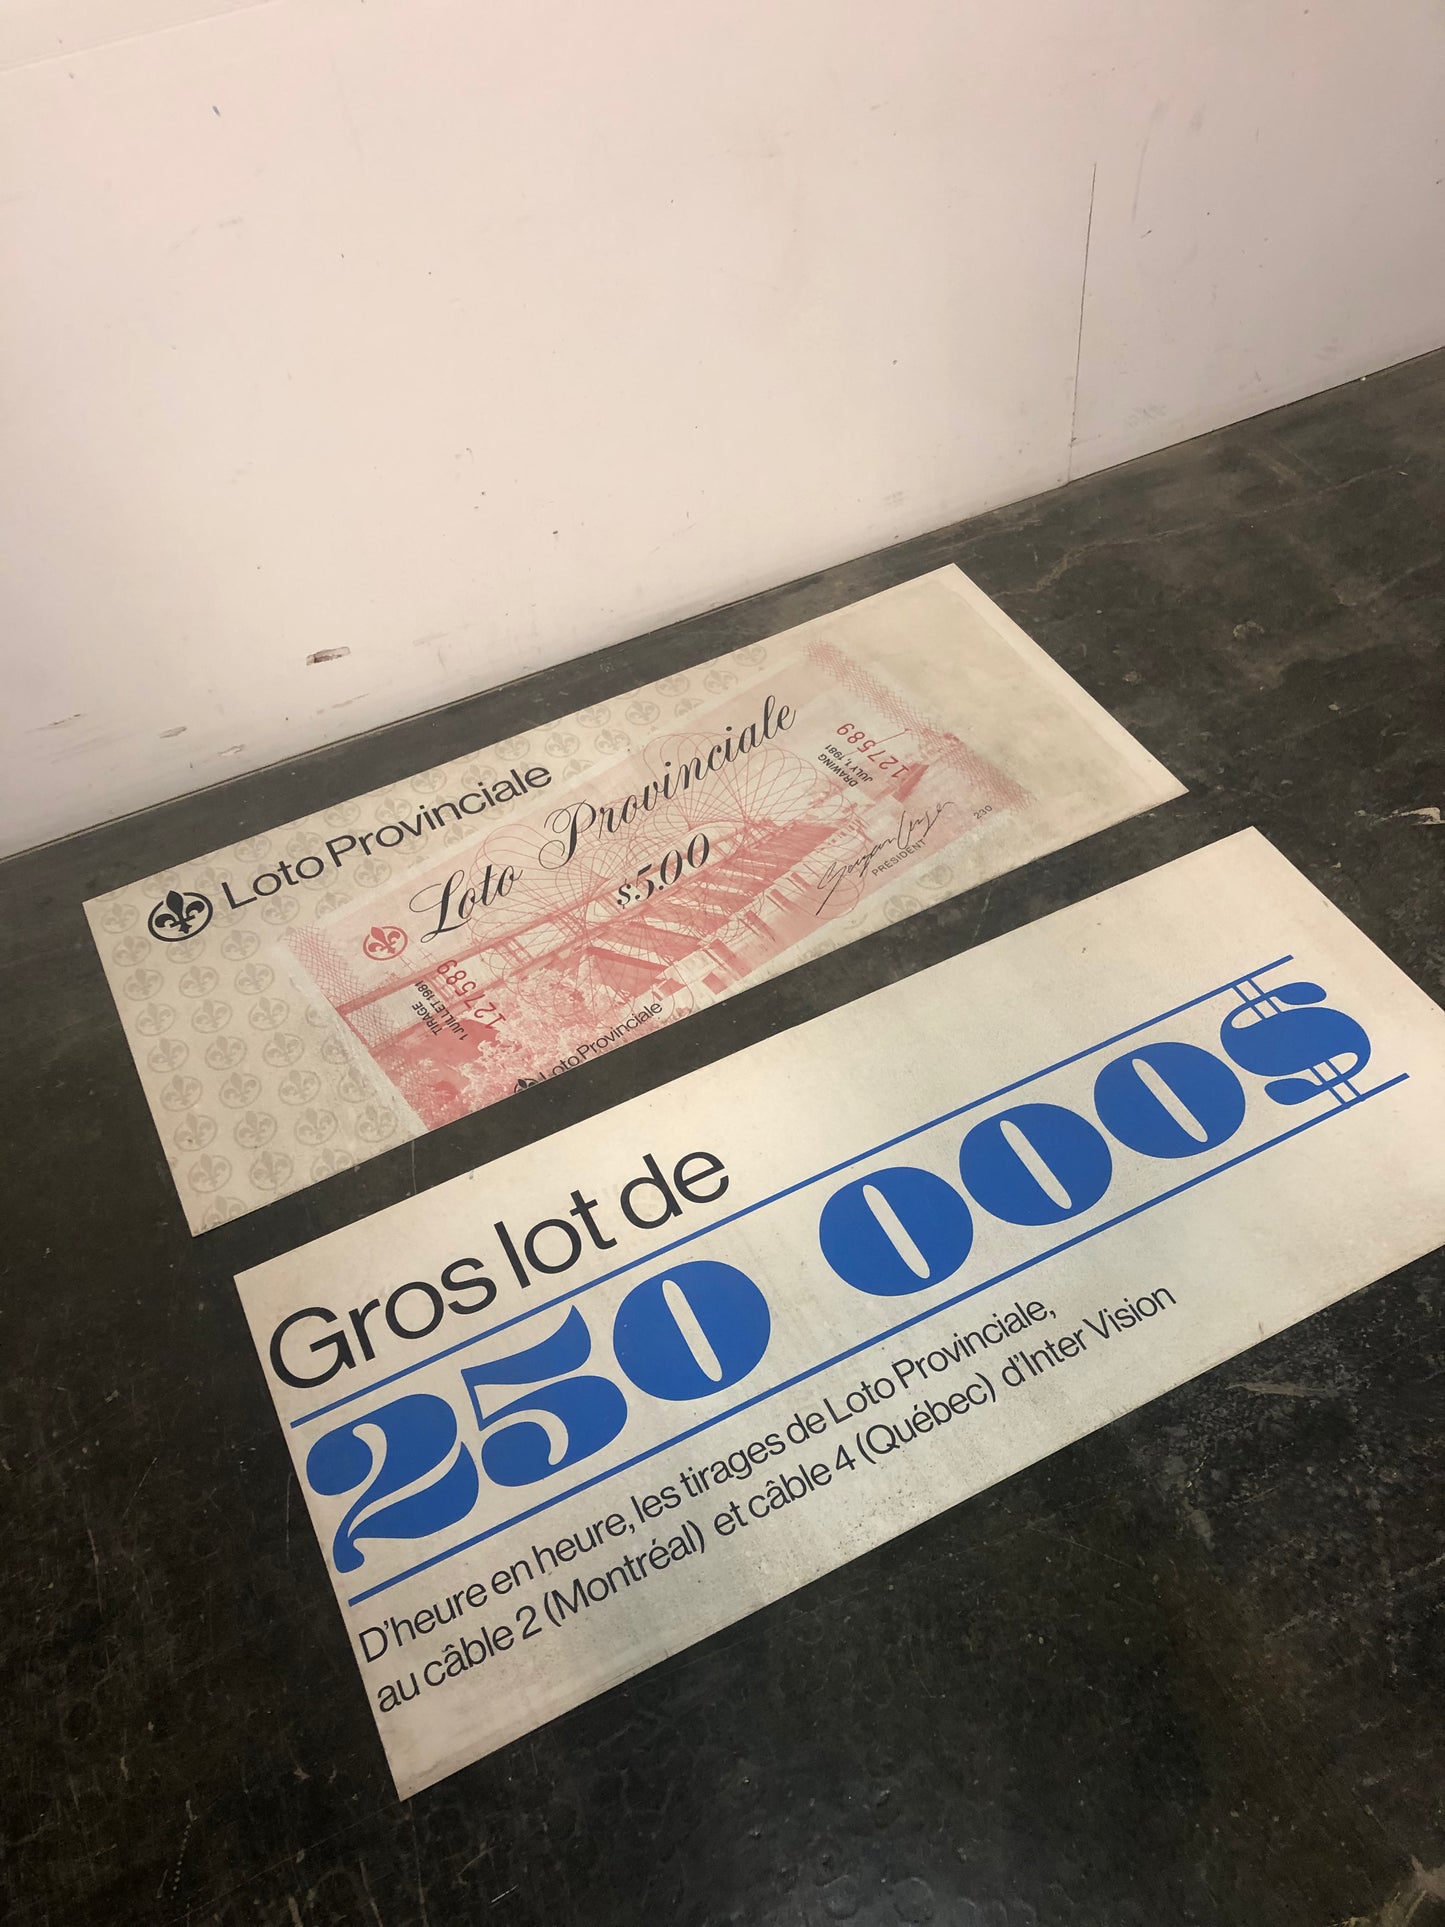 Loto Provinciale
Loto Provinciale
$5.00
DRAWING
JULY 1, 1981
127589
TIRAGE
1 JUILLET 1981
127589
PRÉSIDENT
230
Loto Provinciale
Gros lot de
250 000$
D'heure en heure, les tirages de Loto Provinciale,
au câble 2 (Montréal) et câble 4 (Québec) d'Inter Vision